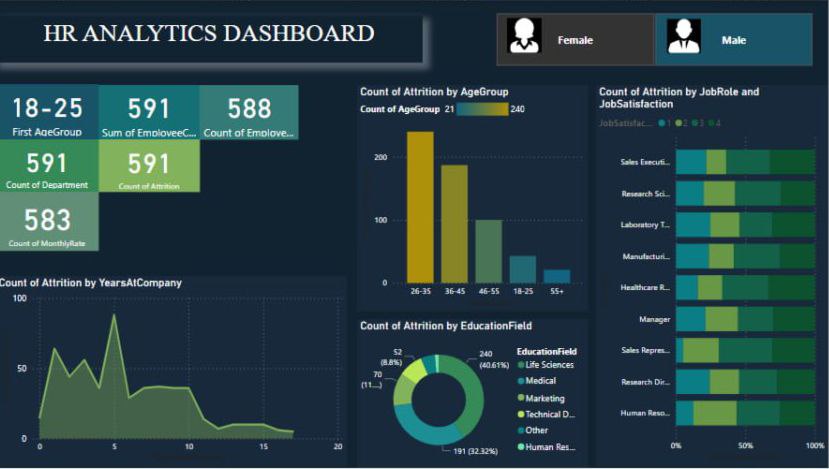 HR ANALYTICS DASHBOARD
Female
Male
18-25
First AgeGroup
591
Sum of EmployeeC...
588
Count of Employe...
591
Count of Department
591
Count of Attrition
583
Count of MonthlyRate
Count of Attrition by YearsAtCompany
100
50
0
0 5 10 15 20
Count of Attrition by AgeGroup
Count of AgeGroup 21 240
200
100
0
26-35 36-45 46-55 18-25 55+
Count of Attrition by EducationField
52
(8.8%)
70
(11....)
240
(40.61%)
191 (32.32%)
EducationField
Life Sciences
Medical
Marketing
Technical D...
Other
Human Res...
Count of Attrition by JobRole and
JobSatisfaction
JobSatisfac... 1 2 3 4
Sales Executi...
Research Sci...
Laboratory T...
Manufacturi...
Healthcare R...
Manager
Sales Repres...
Research Dir...
Human Reso...
0% 50% 100%